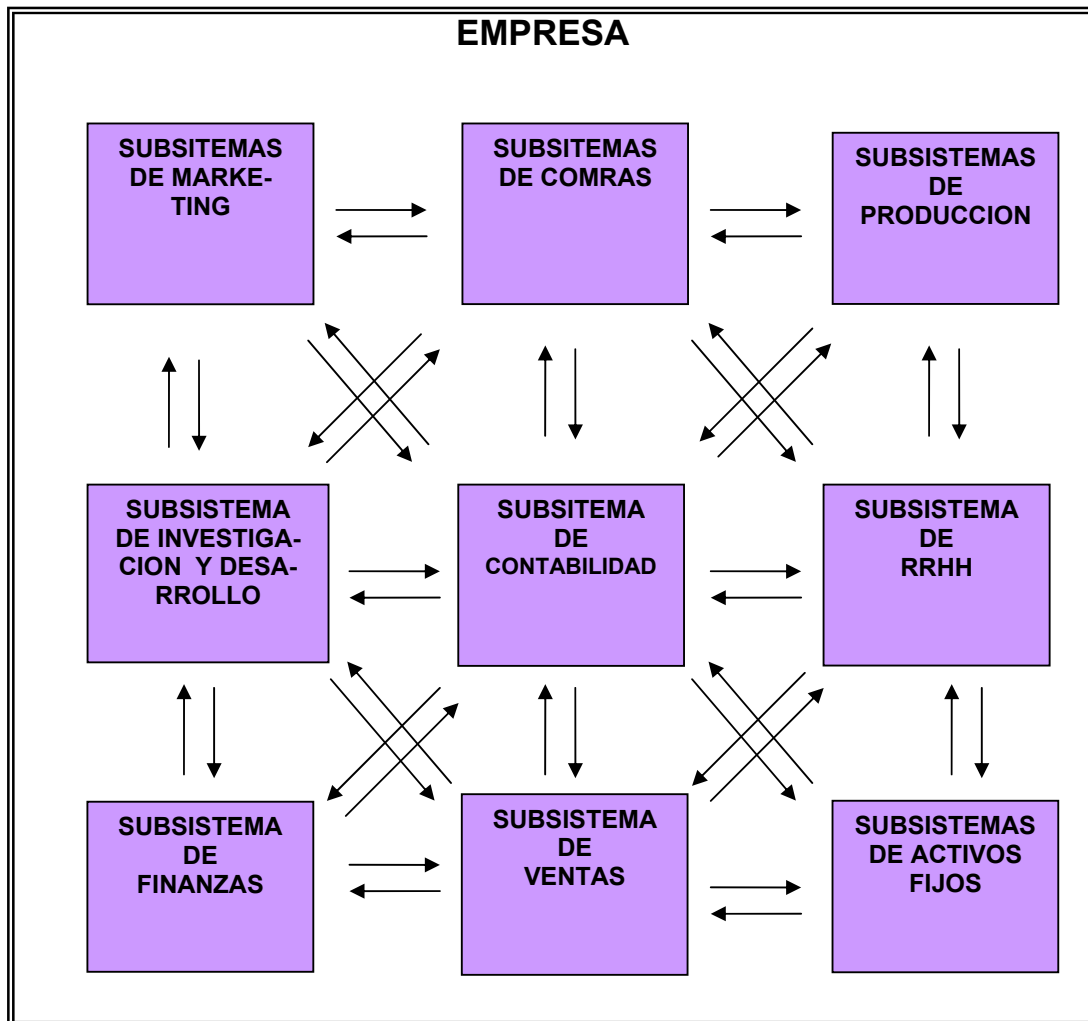 EMPRESA
SUBSITEMAS
DE MARKE-
TING
SUBSITEMAS
DE COMRAS
SUBSISTEMAS
DE
PRODUCCION
SUBSISTEMA
DE INVESTIGA-
CION Y DESA-
RROLLO
SUBSITEMA
DE
CONTABILIDAD
SUBSISTEMA
DE
RRHH
SUBSISTEMA
DE
FINANZAS
SUBSISTEMA
DE
VENTAS
SUBSISTEMAS
DE ACTIVOS
FIJOS